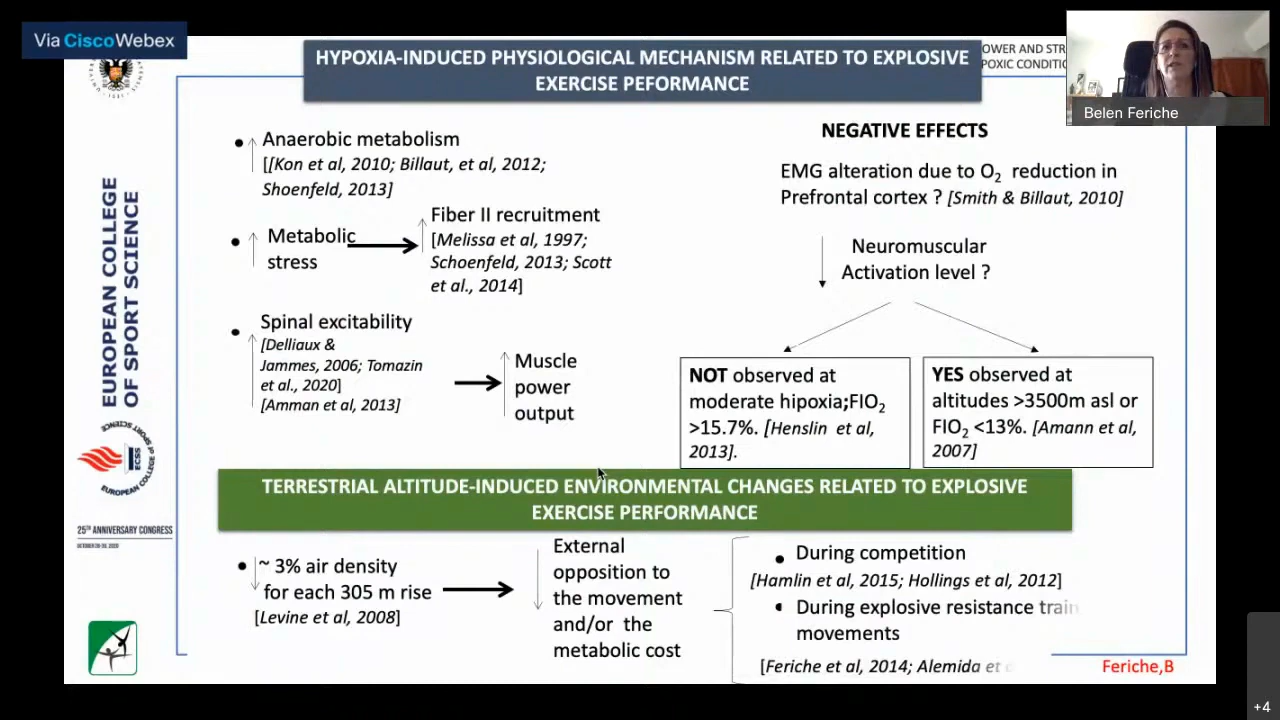 Via Cisco Webex
HYPOXIA-INDUCED PHYSIOLOGICAL MECHANISM RELATED TO EXPLOSIVE
EXERCISE PEFORMANCE
OWER AND STR
POXIC CONDITIO
Belen Feriche
EUROPEAN COLLEGE
OF SPORT SCIENCE
• Anaerobic metabolism
[[Kon et al, 2010; Billaut, et al, 2012;
Shoenfeld, 2013]
• Metabolic
stress
Fiber II recruitment
[Melissa et al, 1997;
Schoenfeld, 2013; Scott
et al., 2014]
• Spinal excitability
[Delliaux &
Jammes, 2006; Tomazin
et al., 2020]
[Amman et al, 2013]
Muscle
power
output
NEGATIVE EFFECTS
EMG alteration due to O₂ reduction in
Prefrontal cortex ? [Smith & Billaut, 2010]
Neuromuscular
Activation level ?
NOT observed at
moderate hipoxia;FIO₂
>15.7%. [Henslin et al,
2013].
YES observed at
altitudes >3500m asl or
FIO₂ <13%. [Amann et al,
2007]
TERRESTRIAL ALTITUDE-INDUCED ENVIRONMENTAL CHANGES RELATED TO EXPLOSIVE
EXERCISE PERFORMANCE
• ~ 3% air density
for each 305 m rise
[Levine et al, 2008]
External
opposition to
the movement
and/or the
metabolic cost
• During competition
[Hamlin et al, 2015; Hollings et al, 2012]
• During explosive resistance train
movements
[Feriche et al, 2014; Alemida et
Feriche,B
ECSS
EUROPEAN COLLEGE OF SPORT SCIENCE
25TH ANNIVERSARY CONGRESS
+4